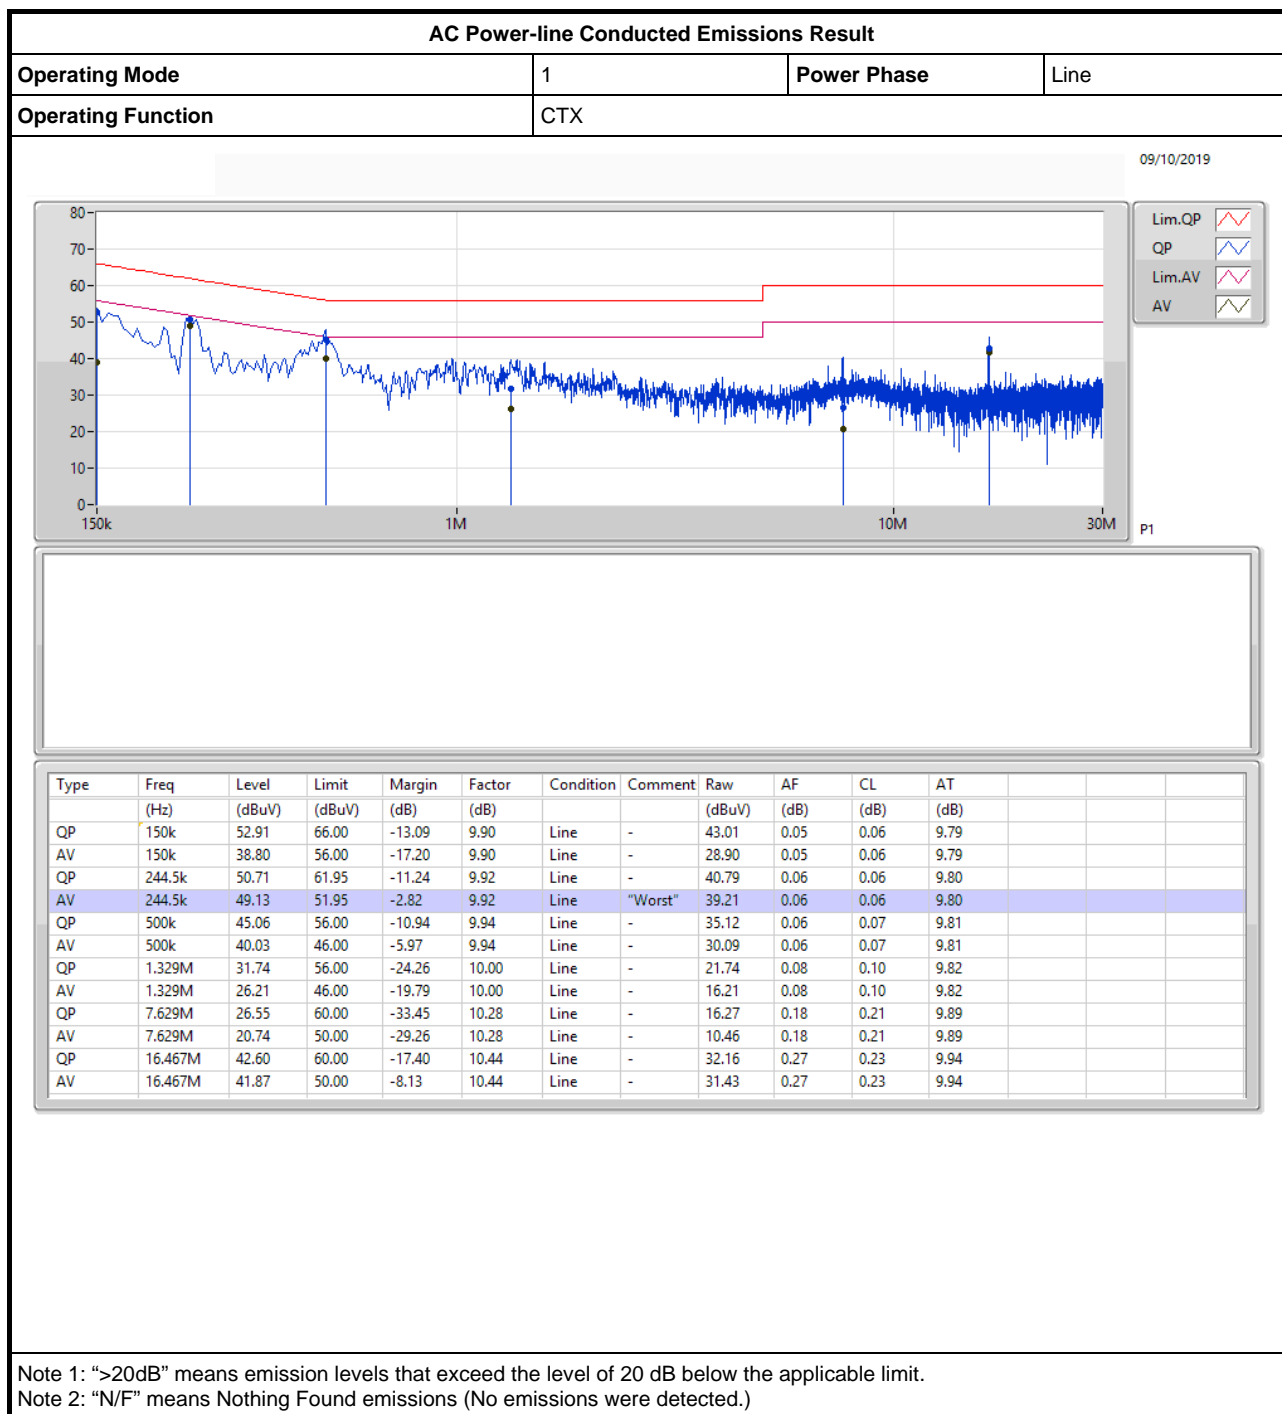 AC Power-line Conducted Emissions Result
Operating Mode 1 Power Phase Line
Operating Function CTX
09/10/2019
80
70
60
50
40
30
20
10
0
150k 1M 10M 30M
P1
Lim.QP
QP
Lim.AV
AV
Type Freq Level Limit Margin Factor Condition Comment Raw AF CL AT
(Hz) (dBuV) (dBuV) (dB) (dB) (dBuV) (dB) (dB) (dB)
QP 150k 52.91 66.00 -13.09 9.90 Line - 43.01 0.05 0.06 9.79
AV 150k 38.80 56.00 -17.20 9.90 Line - 28.90 0.05 0.06 9.79
QP 244.5k 50.71 61.95 -11.24 9.92 Line - 40.79 0.06 0.06 9.80
AV 244.5k 49.13 51.95 -2.82 9.92 Line "Worst" 39.21 0.06 0.06 9.80
QP 500k 45.06 56.00 -10.94 9.94 Line - 35.12 0.06 0.07 9.81
AV 500k 40.03 46.00 -5.97 9.94 Line - 30.09 0.06 0.07 9.81
QP 1.329M 31.74 56.00 -24.26 10.00 Line - 21.74 0.08 0.10 9.82
AV 1.329M 26.21 46.00 -19.79 10.00 Line - 16.21 0.08 0.10 9.82
QP 7.629M 26.55 60.00 -33.45 10.28 Line - 16.27 0.18 0.21 9.89
AV 7.629M 20.74 50.00 -29.26 10.28 Line - 10.46 0.18 0.21 9.89
QP 16.467M 42.60 60.00 -17.40 10.44 Line - 32.16 0.27 0.23 9.94
AV 16.467M 41.87 50.00 -8.13 10.44 Line - 31.43 0.27 0.23 9.94
Note 1: “>20dB” means emission levels that exceed the level of 20 dB below the applicable limit.
Note 2: “N/F” means Nothing Found emissions (No emissions were detected.)